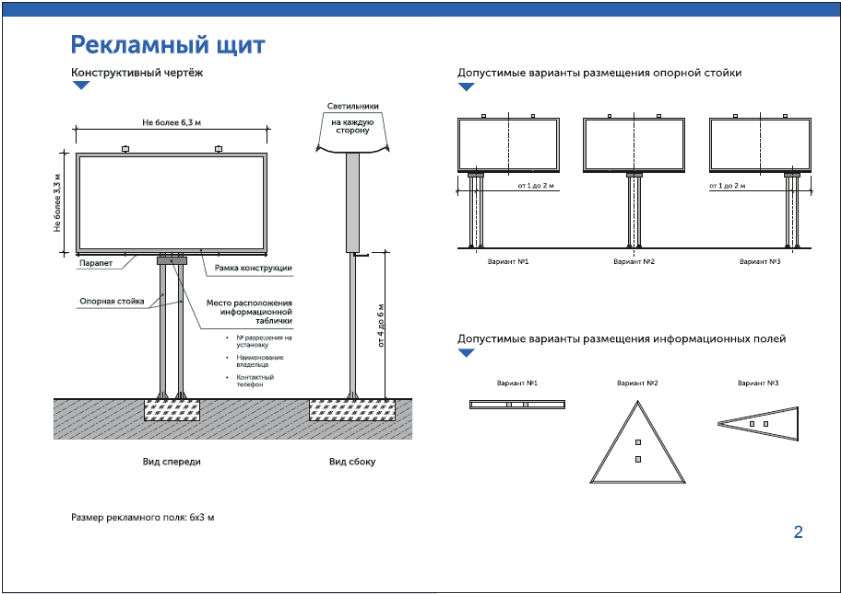 Рекламный щит
Конструктивный чертёж
Не более 6,3 м
Не более 3,3 м
Светильники
на каждую
сторону
Парапет
Рамка конструкции
Опорная стойка
Место расположения
информационной
таблички
• № разрешения на
установку
• Наименование
владельца
• Контактный
телефон
от 4 до 6 м
Вид спереди
Вид сбоку
Размер рекламного поля: 6х3 м
Допустимые варианты размещения опорной стойки
от 1 до 2 м
от 1 до 2 м
Вариант №1
Вариант №2
Вариант №3
Допустимые варианты размещения информационных полей
Вариант №1
Вариант №2
Вариант №3
2